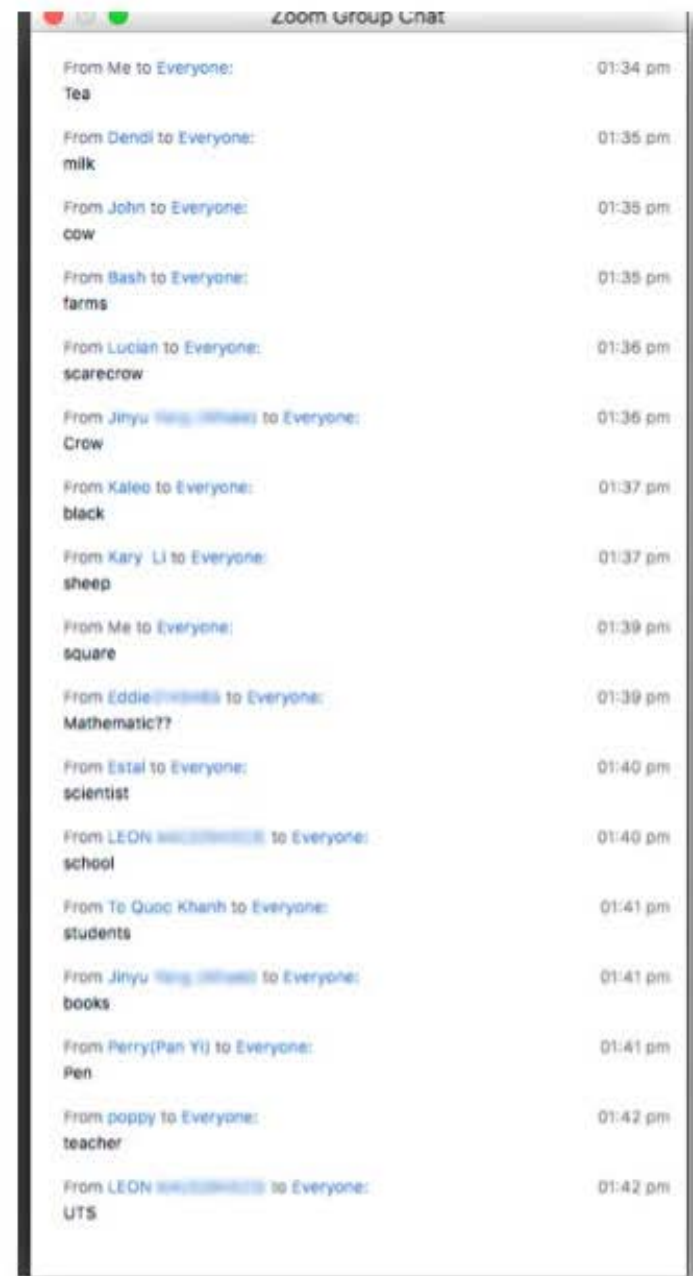 Zoom Group Chat
From Me to Everyone: 01:34 pm
Tea
From Dendi to Everyone: 01:35 pm
milk
From John to Everyone: 01:35 pm
cow
From Bash to Everyone: 01:35 pm
farms
From Lucian to Everyone: 01:36 pm
scarecrow
From Jinyu to Everyone: 01:36 pm
Crow
From Kaleo to Everyone: 01:37 pm
black
From Kary Li to Everyone: 01:37 pm
sheep
From Me to Everyone: 01:39 pm
square
From Eddie to Everyone: 01:39 pm
Mathematic??
From Estal to Everyone: 01:40 pm
scientist
From LEON to Everyone: 01:40 pm
school
From To Quoc Khanh to Everyone: 01:41 pm
students
From Jinyu to Everyone: 01:41 pm
books
From Perry(Pan Yi) to Everyone: 01:41 pm
Pen
From poppy to Everyone: 01:42 pm
teacher
From LEON to Everyone: 01:42 pm
UTS